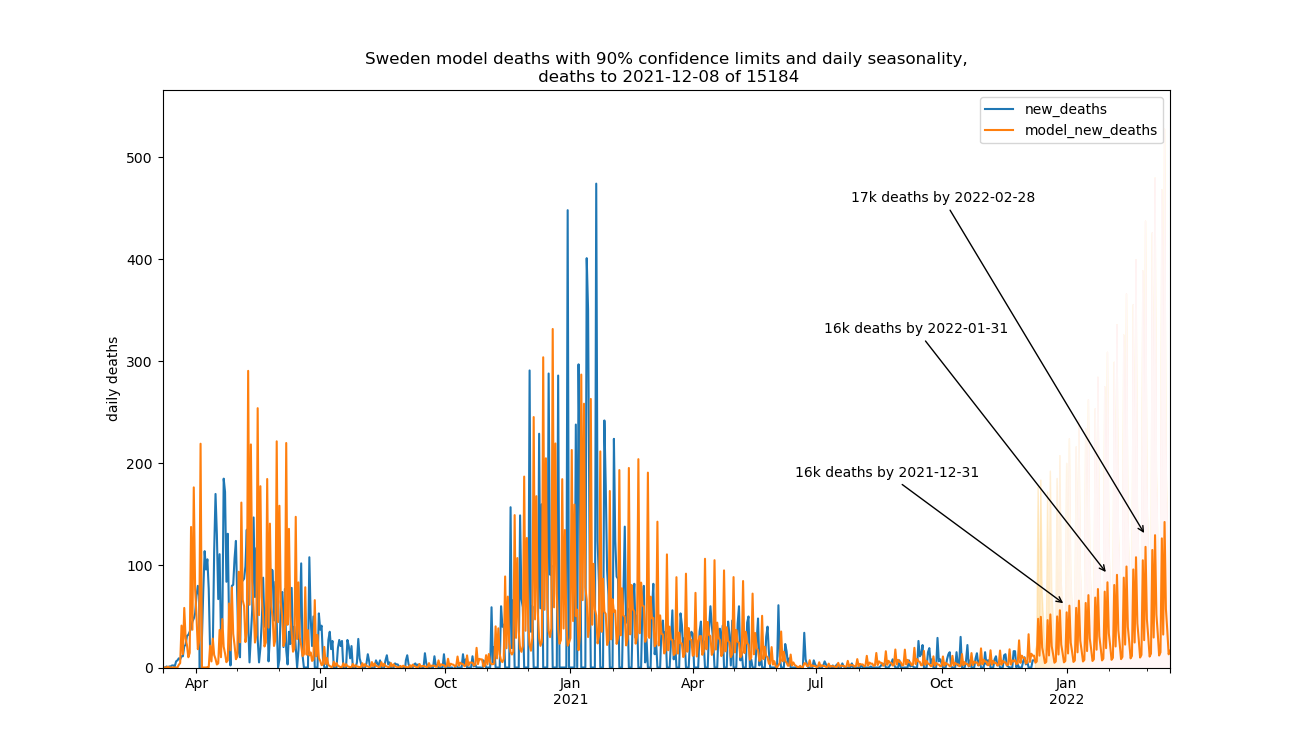 Sweden model deaths with 90% confidence limits and daily seasonality,
deaths to 2021-12-08 of 15184
new_deaths
model_new_deaths
500
17k deaths by 2022-02-28
400
16k deaths by 2022-01-31
300
daily deaths
200
16k deaths by 2021-12-31
100
0
Apr Jul Oct Jan Apr Jul Oct Jan
2021 2022